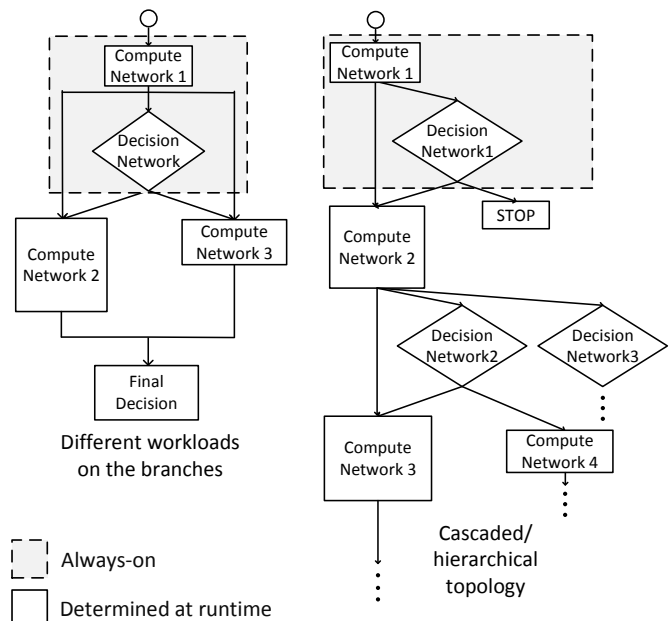 Compute
Network 1
Decision
Network
Compute
Network 2
Compute
Network 3
Final
Decision
Different workloads
on the branches
Compute
Network 1
Decision
Network1
STOP
Compute
Network 2
Decision
Network2
Decision
Network3
Compute
Network 3
Compute
Network 4
Cascaded/
hierarchical
topology
Always-on
Determined at runtime